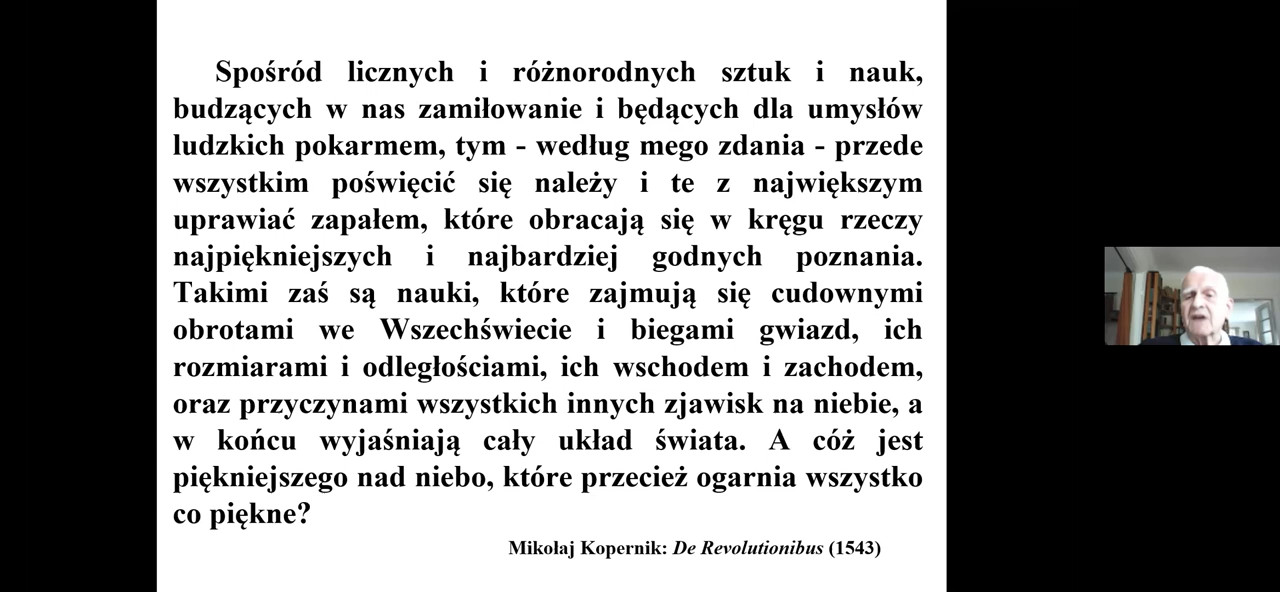 Spośród licznych i różnorodnych sztuk i nauk,
budzących w nas zamiłowanie i będących dla umysłów
ludzkich pokarmem, tym - według mego zdania - przede
wszystkim poświęcić się należy i te z największym
uprawiać zapałem, które obracają się w kręgu rzeczy
najpiękniejszych i najbardziej godnych poznania.
Takimi zaś są nauki, które zajmują się cudownymi
obrotami we Wszechświecie i biegami gwiazd, ich
rozmiarami i odległościami, ich wschodem i zachodem,
oraz przyczynami wszystkich innych zjawisk na niebie, a
w końcu wyjaśniają cały układ świata. A cóż jest
piękniejszego nad niebo, które przecież ogarnia wszystko
co piękne?
Mikołaj Kopernik: De Revolutionibus (1543)